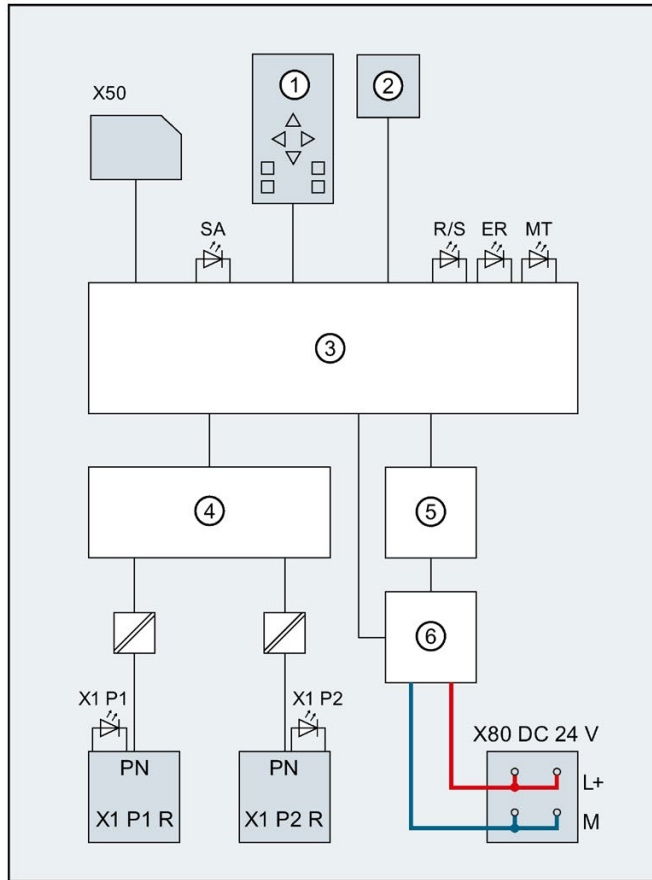 ①
②
X50
SA
R/S ER MT
③
④
⑤
⑥
X1 P1
X1 P2
X80 DC 24 V
PN
PN
L+
X1 P1 R
X1 P2 R
M